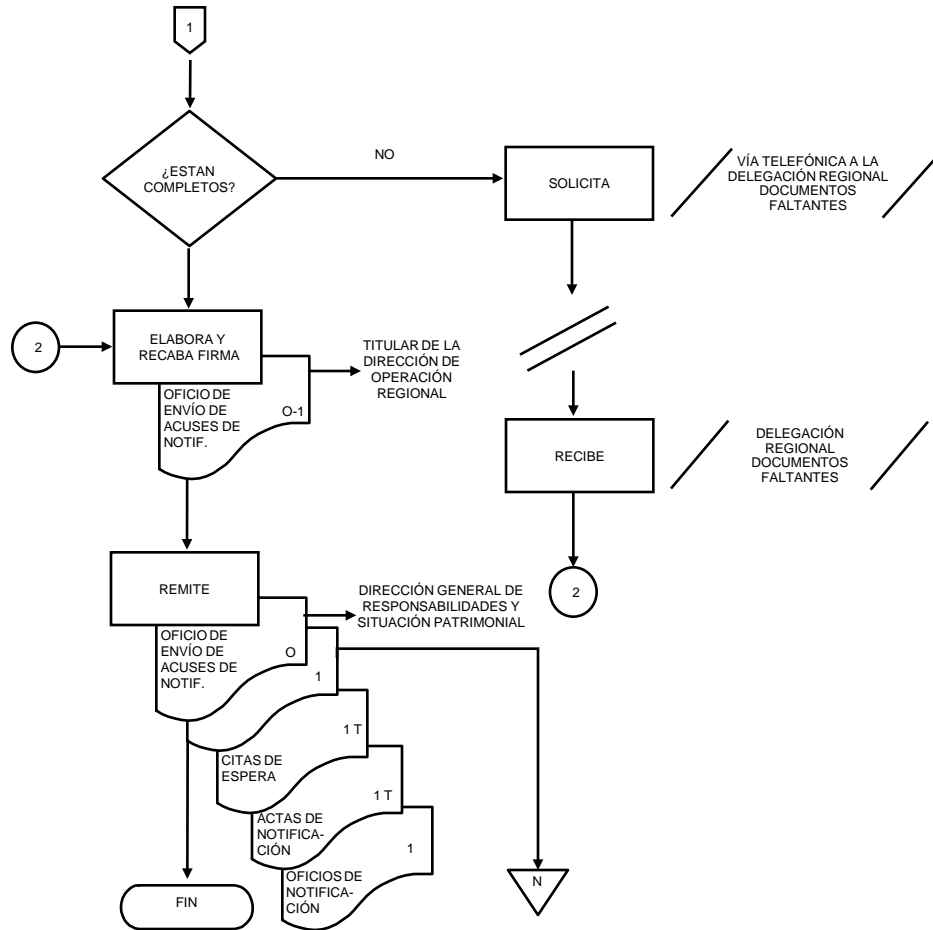 1
¿ESTAN
COMPLETOS?
NO
SOLICITA
VÍA TELEFÓNICA A LA
DELEGACIÓN REGIONAL
DOCUMENTOS
FALTANTES
2
ELABORA Y
RECABA FIRMA
TITULAR DE LA
DIRECCIÓN DE
OPERACIÓN
REGIONAL
OFICIO DE
ENVÍO DE
ACUSES DE
NOTIF.
O-1
RECIBE
DELEGACIÓN
REGIONAL
DOCUMENTOS
FALTANTES
2
REMITE
DIRECCIÓN GENERAL DE
RESPONSABILIDADES Y
SITUACIÓN PATRIMONIAL
OFICIO DE
ENVÍO DE
ACUSES DE
NOTIF.
O
1
1 T
CITAS DE
ESPERA
1 T
ACTAS DE
NOTIFICA-
CIÓN
1
OFICIOS DE
NOTIFICA-
CIÓN
N
FIN